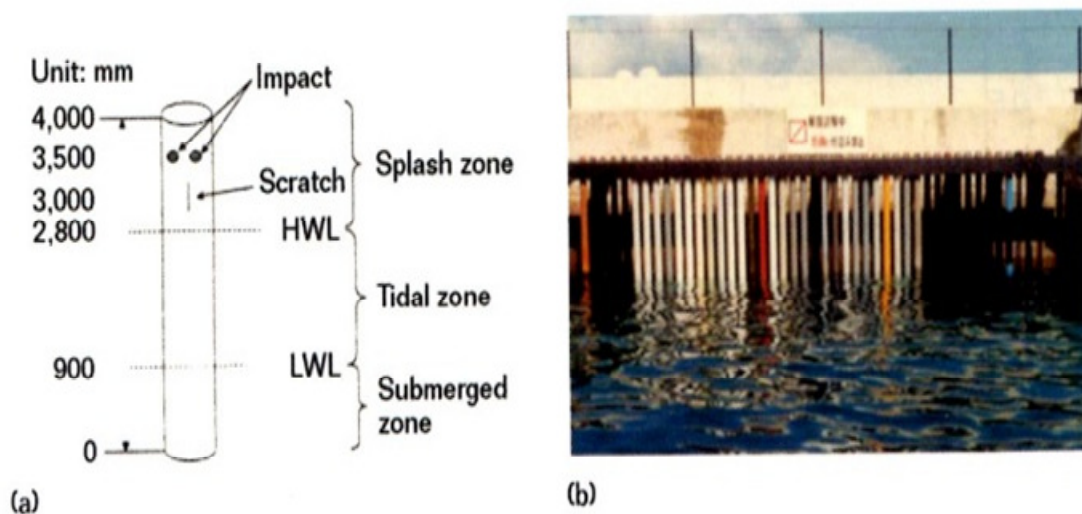 Unit: mm
4,000
3,500
3,000
2,800
900
0
Impact
Scratch
HWL
LWL
Splash zone
Tidal zone
Submerged
zone
(a)
(b)